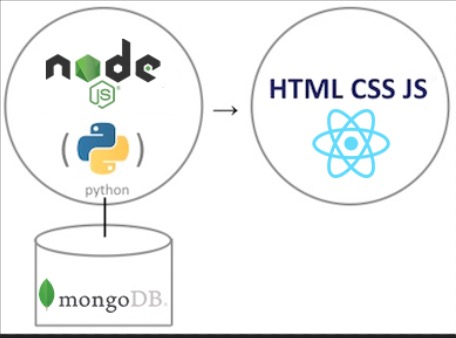 node
JS
( )
python
→
HTML CSS JS
mongoDB.